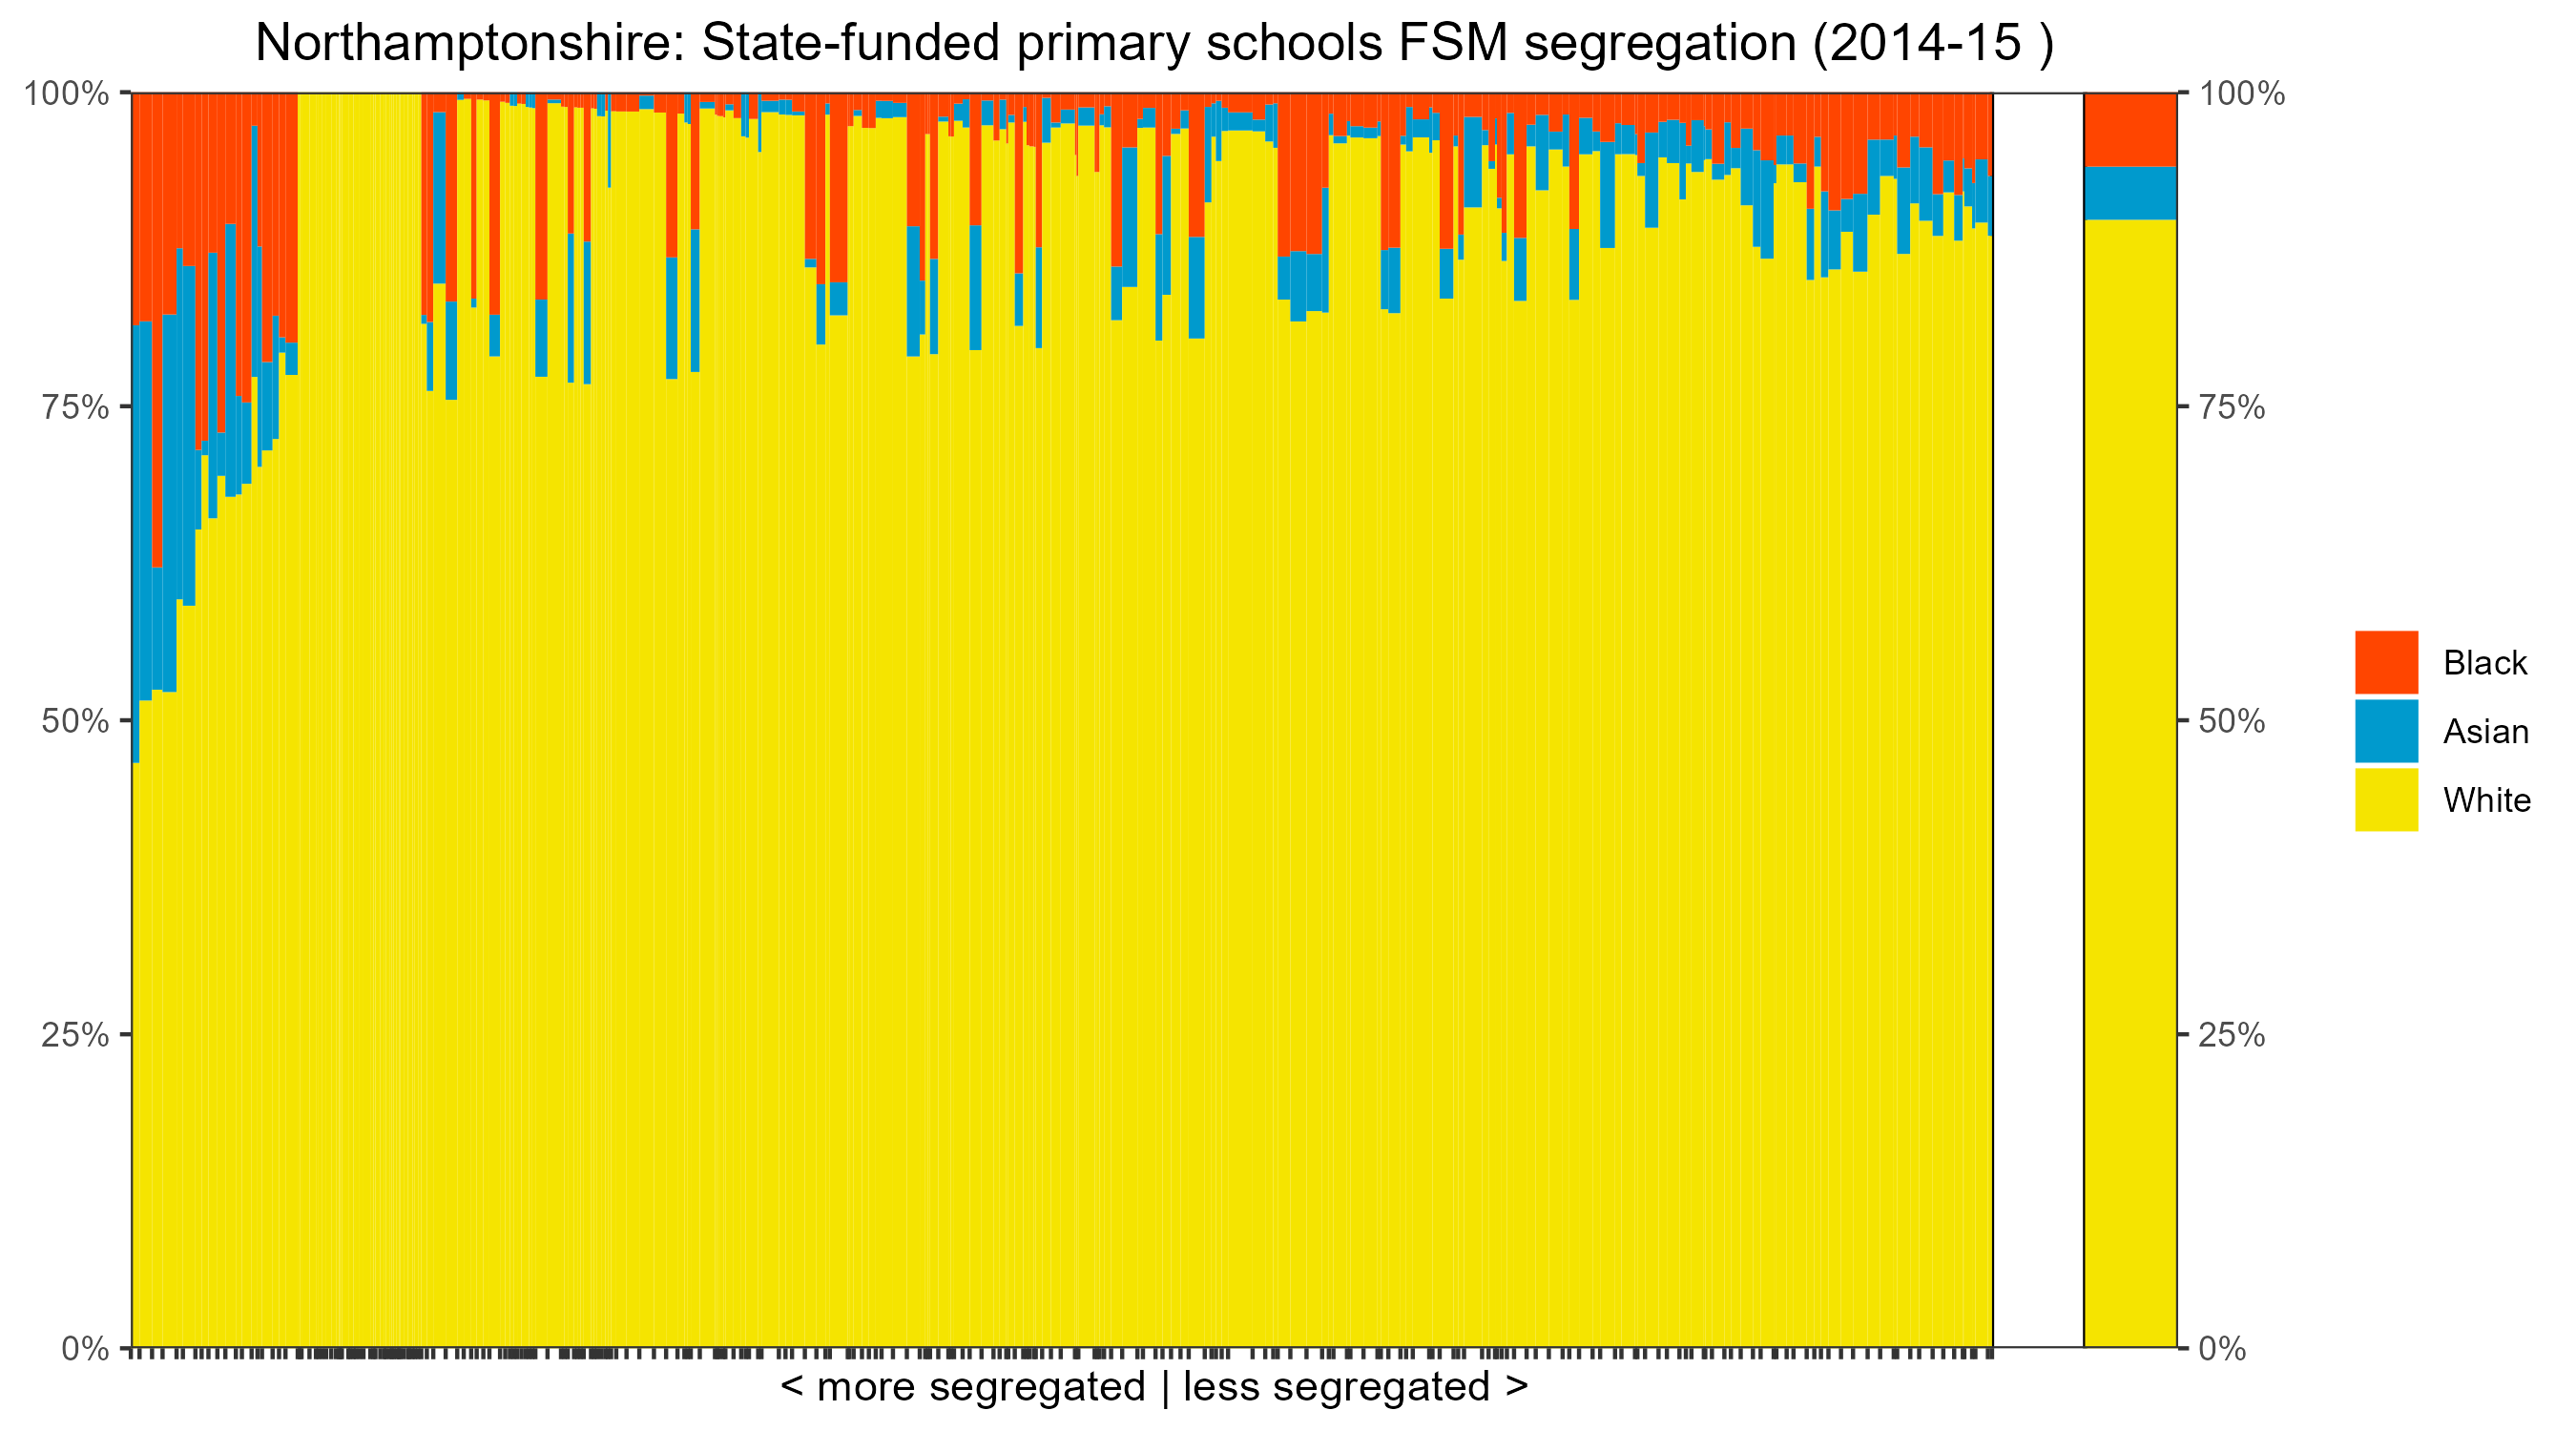 Northamptonshire: State-funded primary schools FSM segregation (2014-15 )
100%
75%
50%
25%
0%
100%
75%
50%
25%
0%
Black
Asian
White
< more segregated | less segregated >